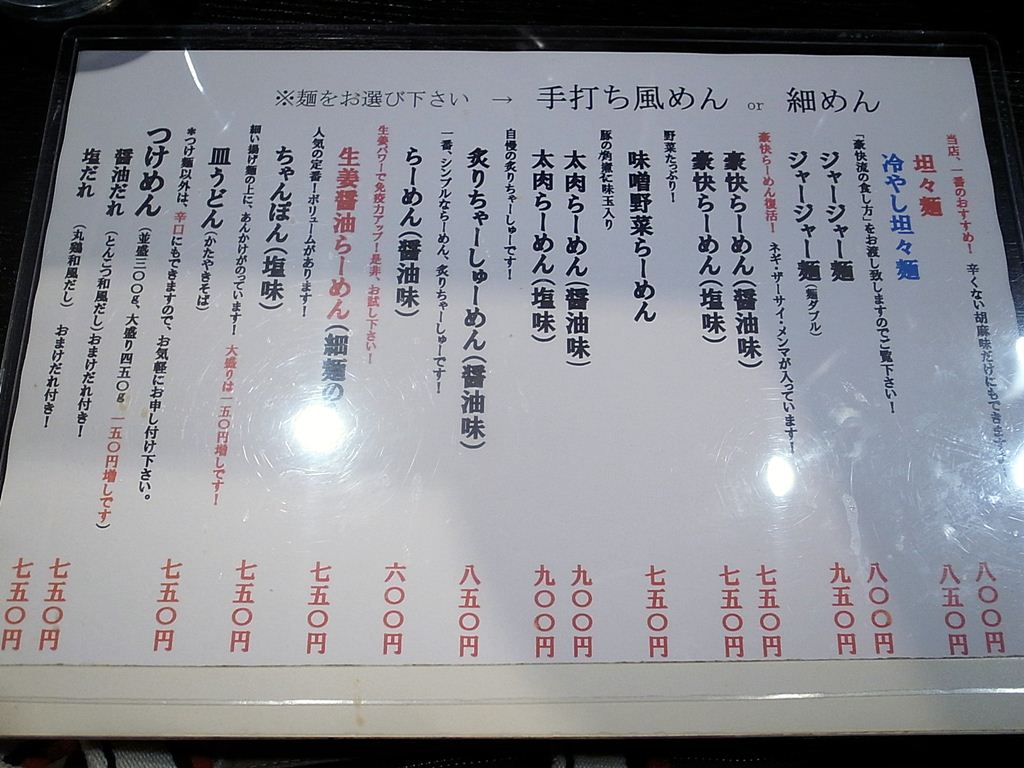 ※麺をお選び下さい → 手打ち風めん or 細めん
当店、一番のおすすめ! 辛くない胡麻味だけにもできます
坦々麺 八〇〇円
冷やし坦々麺 八五〇円
「豪快流の食し方」をお渡し致しますのでご覧下さい!
ジャージャー麺 八〇〇円
ジャージャー麺(麺ダブル) 九五〇円
豪快らーめん復活! ネギ・ザーサイ・メンマが入っています!
豪快らーめん(醤油味) 七五〇円
豪快らーめん(塩味) 七五〇円
野菜たっぷり!
味噌野菜らーめん 七五〇円
豚の角煮に味玉入り
太肉らーめん(醤油味) 九〇〇円
太肉らーめん(塩味) 九〇〇円
自慢の炙りちゃーしゅーです!
炙りちゃーしゅーめん(醤油味) 八五〇円
一番、シンプルならーめん、炙りちゃーしゅーです!
らーめん(醤油味) 六〇〇円
生姜パワーで免疫力アップ!是非、お試し下さい!
生姜醤油らーめん(細麺の 七五〇円
人気の定番!ボリュームがあります!
ちゃんぽん(塩味) 七五〇円
細い揚げ麺の上に、あんかけがのっています! 大盛りは一五〇円増しです!
皿うどん(かたやきそば) 七五〇円
*つけ麺以外は、辛口にもできますので、お気軽にお申し付け下さい。
つけめん(並盛三〇〇g、大盛り四五〇g 一五〇円増しです)
醤油だれ(とんこつ和風だし)おまけだれ付き! 七五〇円
塩だれ(丸鶏和風だし) おまけだれ付き! 七五〇円